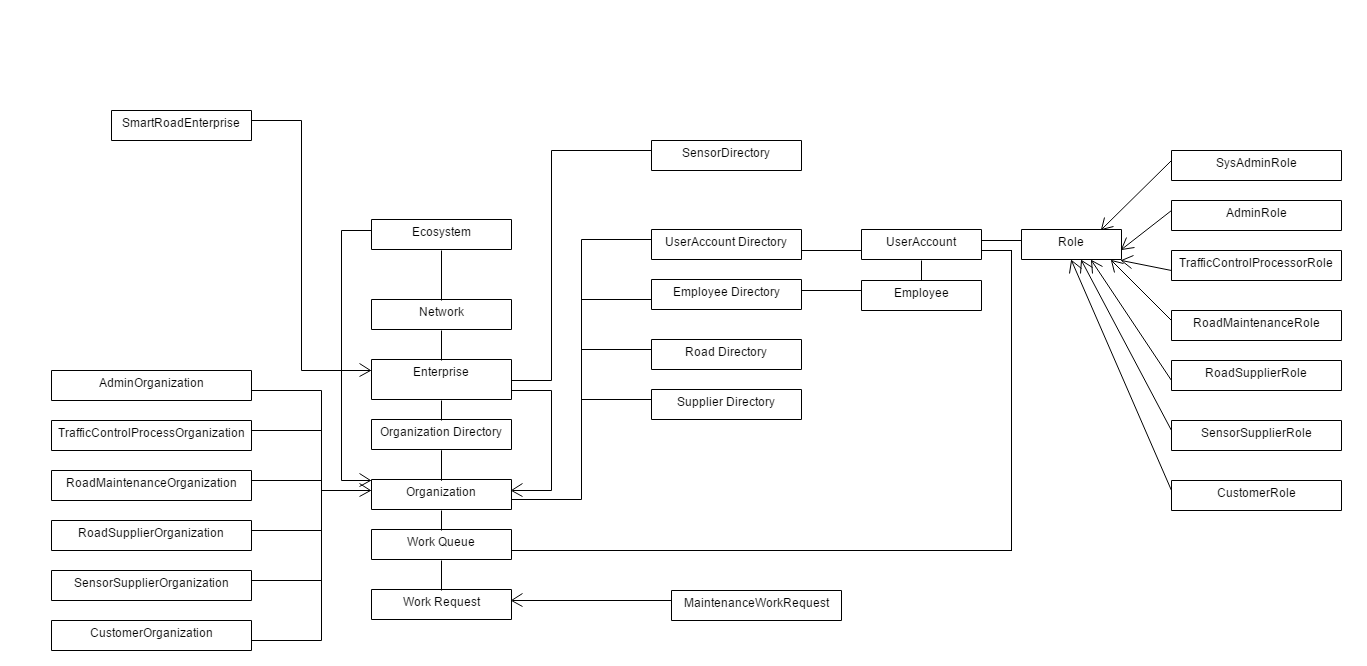 SmartRoadEnterprise
SensorDirectory
SysAdminRole
AdminRole
Ecosystem
UserAccount Directory
UserAccount
Role
TrafficControlProcessorRole
Network
Employee Directory
Employee
RoadMaintenanceRole
Enterprise
Road Directory
RoadSupplierRole
AdminOrganization
Supplier Directory
TrafficControlProcessOrganization
Organization Directory
SensorSupplierRole
RoadMaintenanceOrganization
Organization
CustomerRole
RoadSupplierOrganization
Work Queue
SensorSupplierOrganization
Work Request
MaintenanceWorkRequest
CustomerOrganization